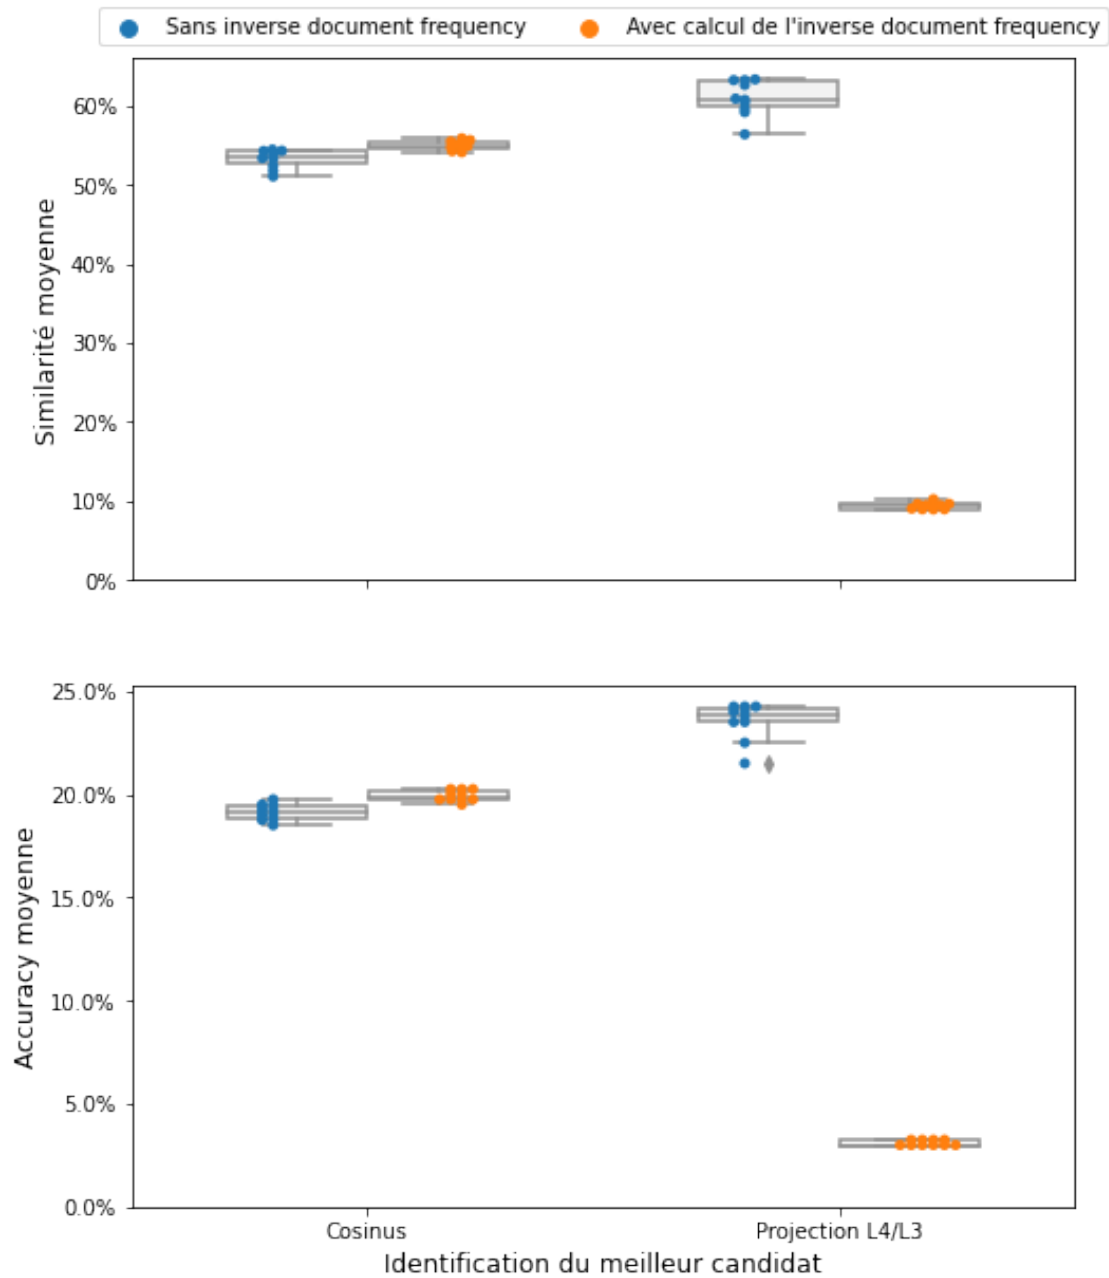 Sans inverse document frequency
Avec calcul de l'inverse document frequency
Similarité moyenne
60%
50%
40%
30%
20%
10%
0%
Accuracy moyenne
25.0%
20.0%
15.0%
10.0%
5.0%
0.0%
Cosinus
Projection L4/L3
Identification du meilleur candidat